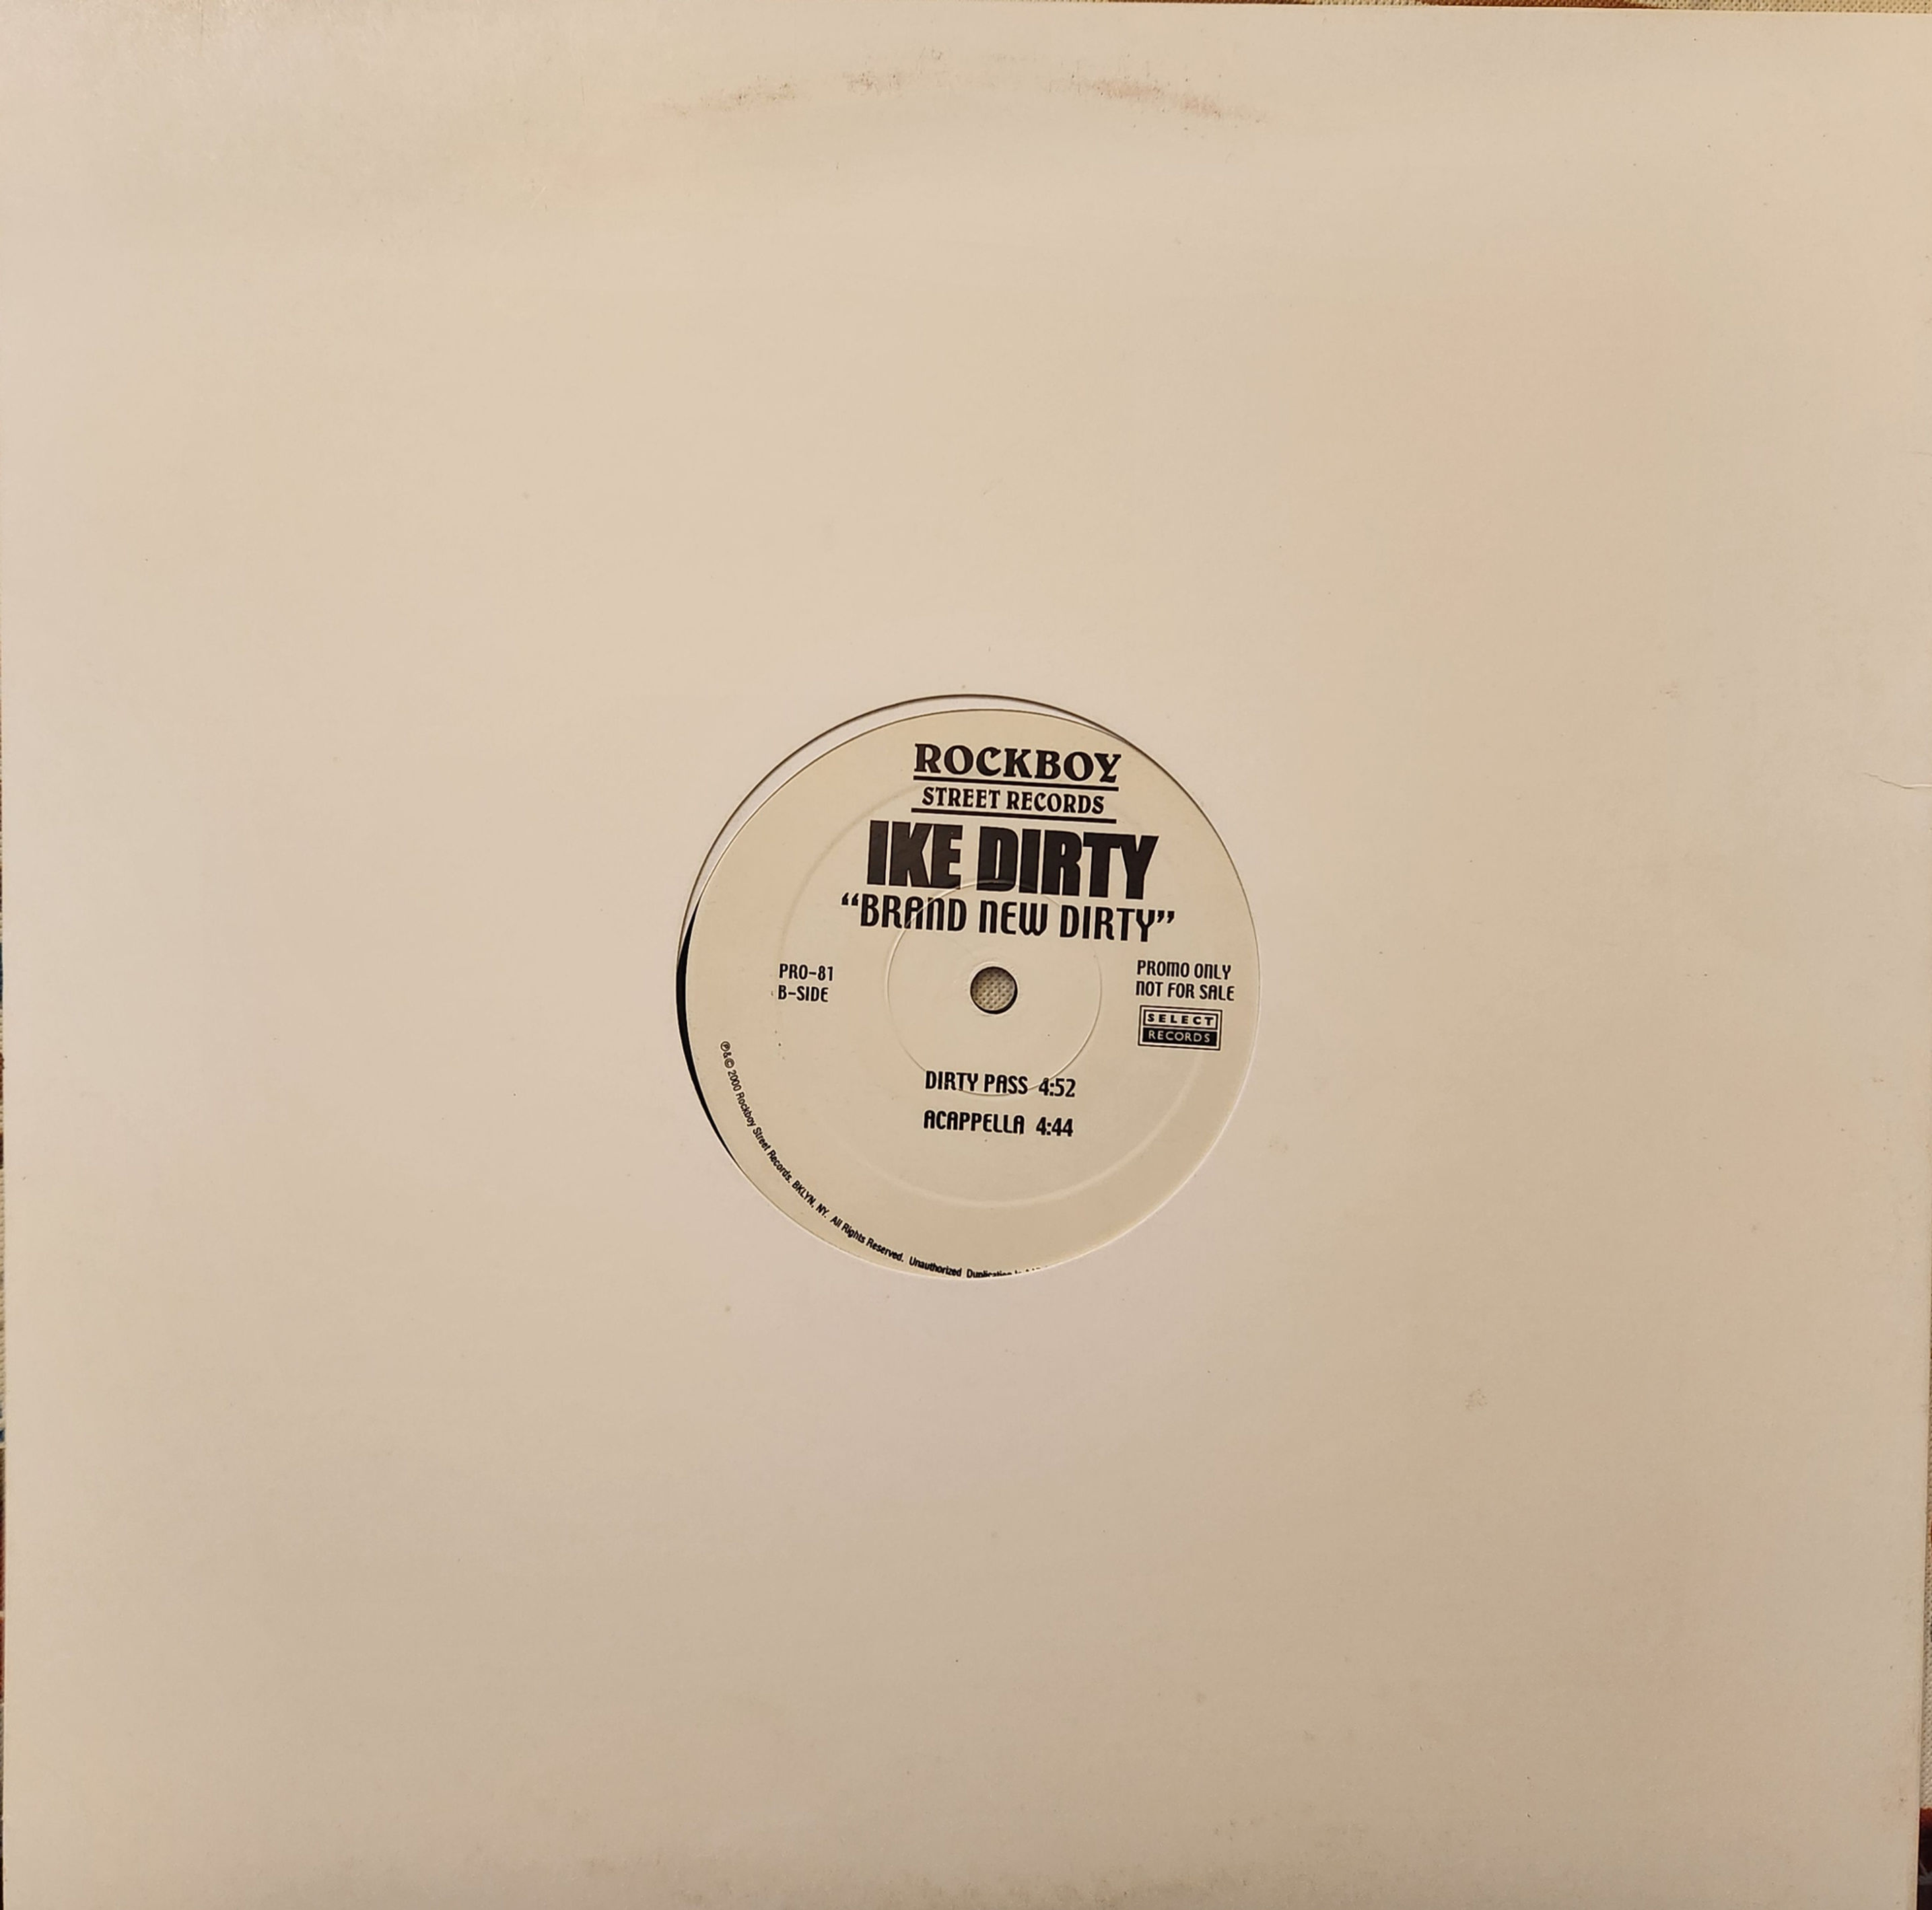 ROCKBOY
STREET RECORDS
IKE DIRTY
“BRAND NEW DIRTY”
PRO-81
B-SIDE
PROMO ONLY
NOT FOR SALE
SELECT
RECORDS
DIRTY PASS 4:52
ACAPPELLA 4:44
℗&© 2000 Rockboy Street Records, BKLYN, NY. All Rights Reserved. Unauthorized Duplication